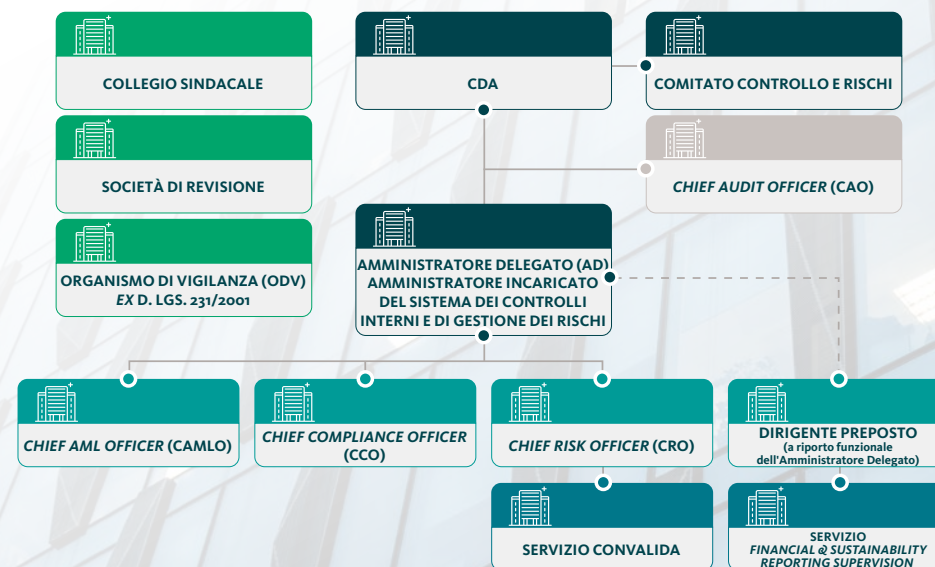 COLLEGIO SINDACALE
CDA
COMITATO CONTROLLO E RISCHI
SOCIETÀ DI REVISIONE
CHIEF AUDIT OFFICER (CAO)
ORGANISMO DI VIGILANZA (ODV)
EX D. LGS. 231/2001
AMMINISTRATORE DELEGATO (AD)
AMMINISTRATORE INCARICATO
DEL SISTEMA DEI CONTROLLI
INTERNI E DI GESTIONE DEI RISCHI
CHIEF AML OFFICER (CAMLO)
CHIEF COMPLIANCE OFFICER
(CCO)
CHIEF RISK OFFICER (CRO)
DIRIGENTE PREPOSTO
(a riporto funzionale
dell'Amministratore Delegato)
SERVIZIO CONVALIDA
SERVIZIO
FINANCIAL & SUSTAINABILITY
REPORTING SUPERVISION